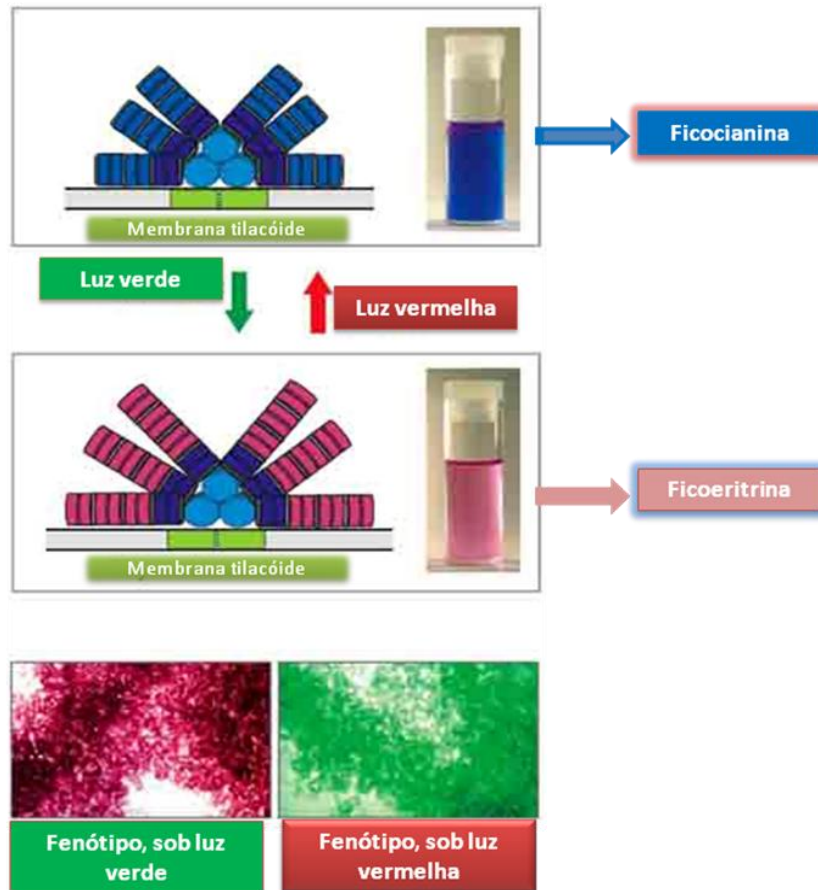 Ficocianina
Membrana tilacóide
Luz verde
Luz vermelha
Ficoeritrina
Membrana tilacóide
Fenótipo, sob luz
verde
Fenótipo, sob luz
vermelha